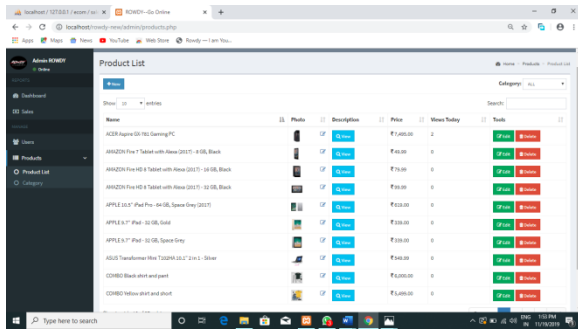 localhost / 127.0.0.1 / ecom / sal
ROWDY--Go Online
localhost/rowdy-new/admin/products.php
Apps Maps News YouTube Web Store Rowdy — I am You...
Admin ROWDY
Online
Product List
Home > Products > Product List
REPORTS
Dashboard
Sales
MANAGE
Users
Products
Product List
Category
+ New
Category: ALL
Show 10 entries
Search:
Name Photo Description Price Views Today Tools
ACER Aspire GX-781 Gaming PC View ₹7,495.00 2 Edit Delete
AMAZON Fire 7 Tablet with Alexa (2017) - 8 GB, Black View ₹49.99 0 Edit Delete
AMAZON Fire HD 8 Tablet with Alexa (2017) - 16 GB, Black View ₹79.99 0 Edit Delete
AMAZON Fire HD 8 Tablet with Alexa (2017) - 32 GB, Black View ₹99.99 0 Edit Delete
APPLE 10.5" iPad Pro - 64 GB, Space Grey (2017) View ₹619.00 0 Edit Delete
APPLE 9.7" iPad - 32 GB, Gold View ₹339.00 0 Edit Delete
APPLE 9.7" iPad - 32 GB, Space Grey View ₹339.00 0 Edit Delete
ASUS Transformer Mini T102HA 10.1" 2 in 1 - Silver View ₹549.99 0 Edit Delete
COMBO Black shirt and pant View ₹6,000.00 0 Edit Delete
COMBO Yellow shirt and short View ₹5,499.00 0 Edit Delete
Type here to search
ENG 1:53 PM
IN 11/19/2019